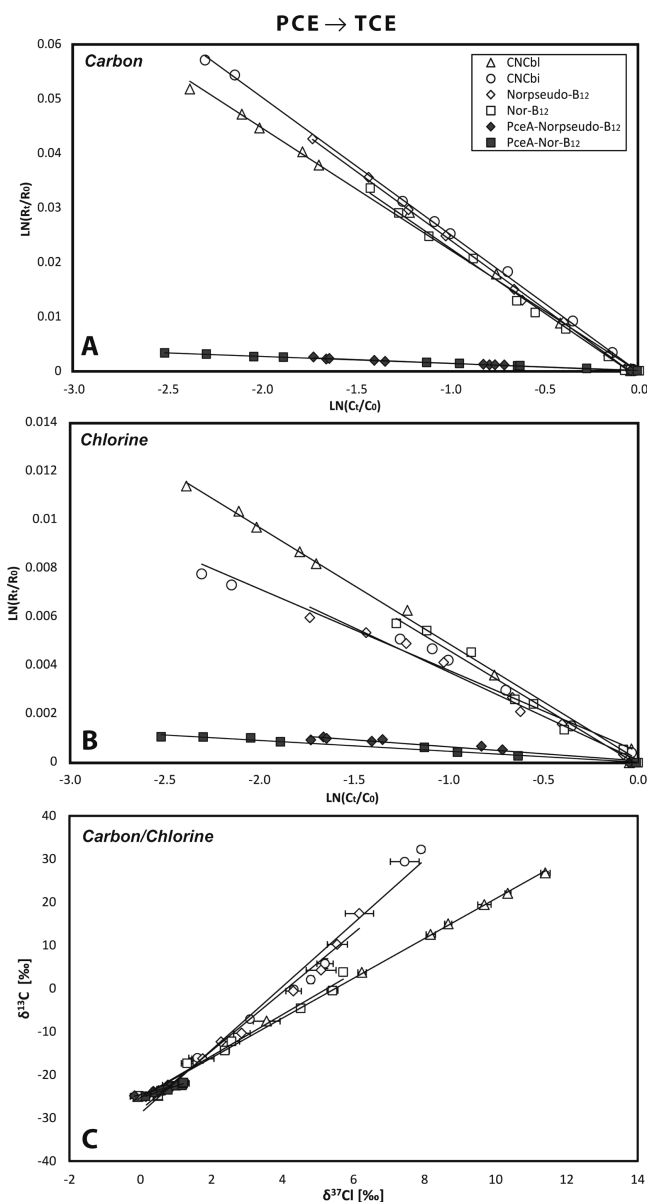 PCE → TCE
0.06
Carbon
CNCbl
CNCbi
Norpseudo-B₁₂
Nor-B₁₂
PceA-Norpseudo-B₁₂
PceA-Nor-B₁₂
0.05
0.04
0.03
0.02
0.01
0
LN(Rₜ/R₀)
A
-3.0 -2.5 -2.0 -1.5 -1.0 -0.5 0.0
LN(Cₜ/C₀)
0.014
Chlorine
0.012
0.01
0.008
0.006
0.004
0.002
0
LN(Rₜ/R₀)
B
-3.0 -2.5 -2.0 -1.5 -1.0 -0.5 0.0
LN(Cₜ/C₀)
40
Carbon/Chlorine
30
20
10
0
-10
-20
-30
-40
δ¹³C [‰]
C
-2 0 2 4 6 8 10 12 14
δ³⁷Cl [‰]